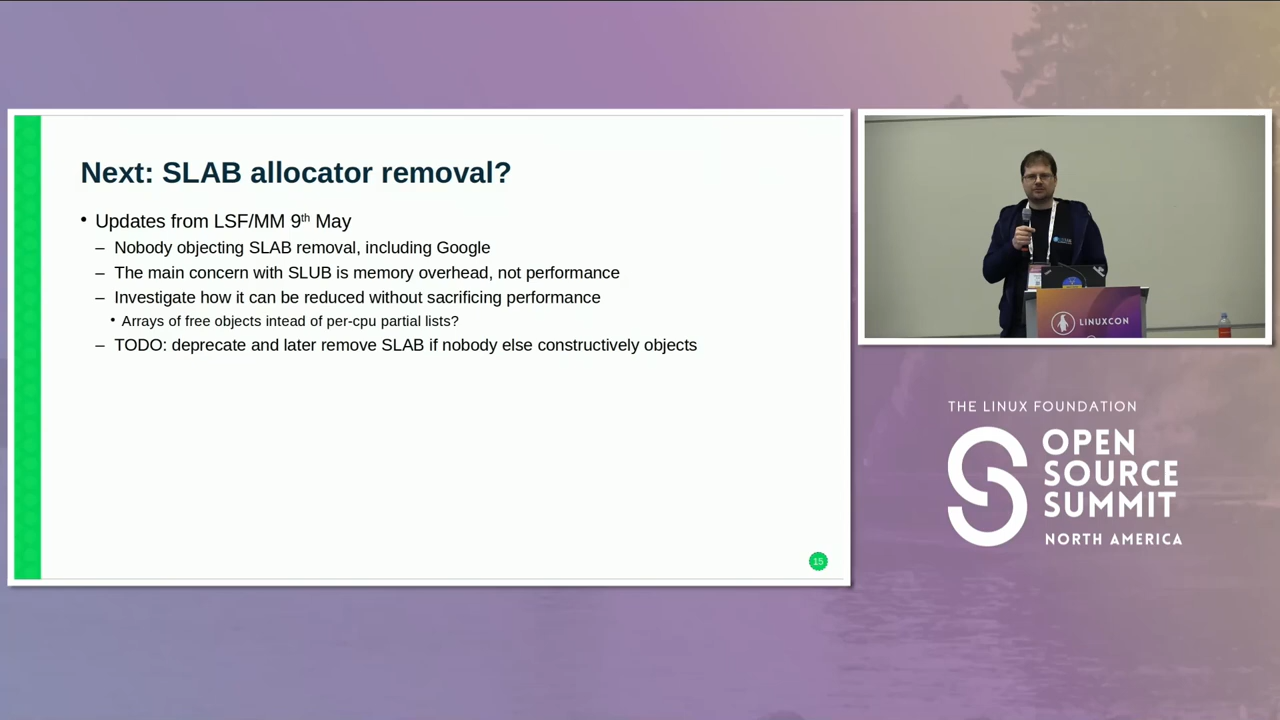 Next: SLAB allocator removal?
• Updates from LSF/MM 9th May
– Nobody objecting SLAB removal, including Google
– The main concern with SLUB is memory overhead, not performance
– Investigate how it can be reduced without sacrificing performance
• Arrays of free objects intead of per-cpu partial lists?
– TODO: deprecate and later remove SLAB if nobody else constructively objects
15
LINUXCON
THE LINUX FOUNDATION
OPEN
SOURCE
SUMMIT
NORTH AMERICA